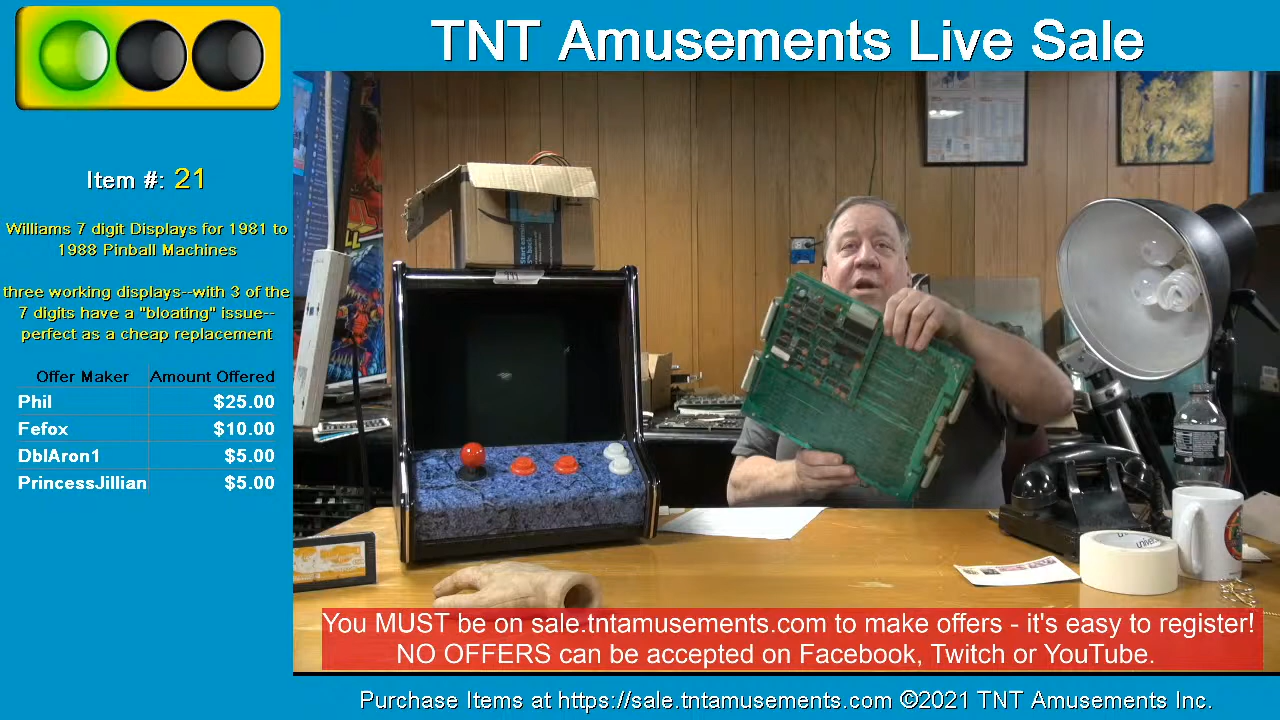 TNT Amusements Live Sale
Item #: 21
Williams 7 digit Displays for 1981 to
1988 Pinball Machines
three working displays--with 3 of the
7 digits have a "bloating" issue--
perfect as a cheap replacement
Offer Maker Amount Offered
Phil $25.00
Fefox $10.00
DblAron1 $5.00
PrincessJillian $5.00
Start earning
5% back
You MUST be on sale.tntamusements.com to make offers - it's easy to register!
NO OFFERS can be accepted on Facebook, Twitch or YouTube.
Purchase Items at https://sale.tntamusements.com ©2021 TNT Amusements Inc.